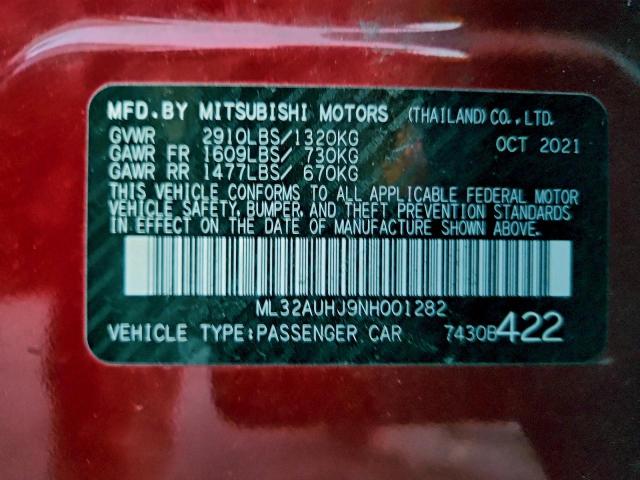 MFD.BY MITSUBISHI MOTORS (THAILAND)CO.,LTD.
GVWR 2910LBS/1320KG OCT 2021
GAWR FR 1609LBS/ 730KG
GAWR RR 1477LBS/ 670KG
THIS VEHICLE CONFORMS TO ALL APPLICABLE FEDERAL MOTOR
VEHICLE SAFETY, BUMPER, AND THEFT PREVENTION STANDARDS
IN EFFECT ON THE DATE OF MANUFACTURE SHOWN ABOVE.
ML32AUHJ9NH001282
VEHICLE TYPE:PASSENGER CAR 7430B422